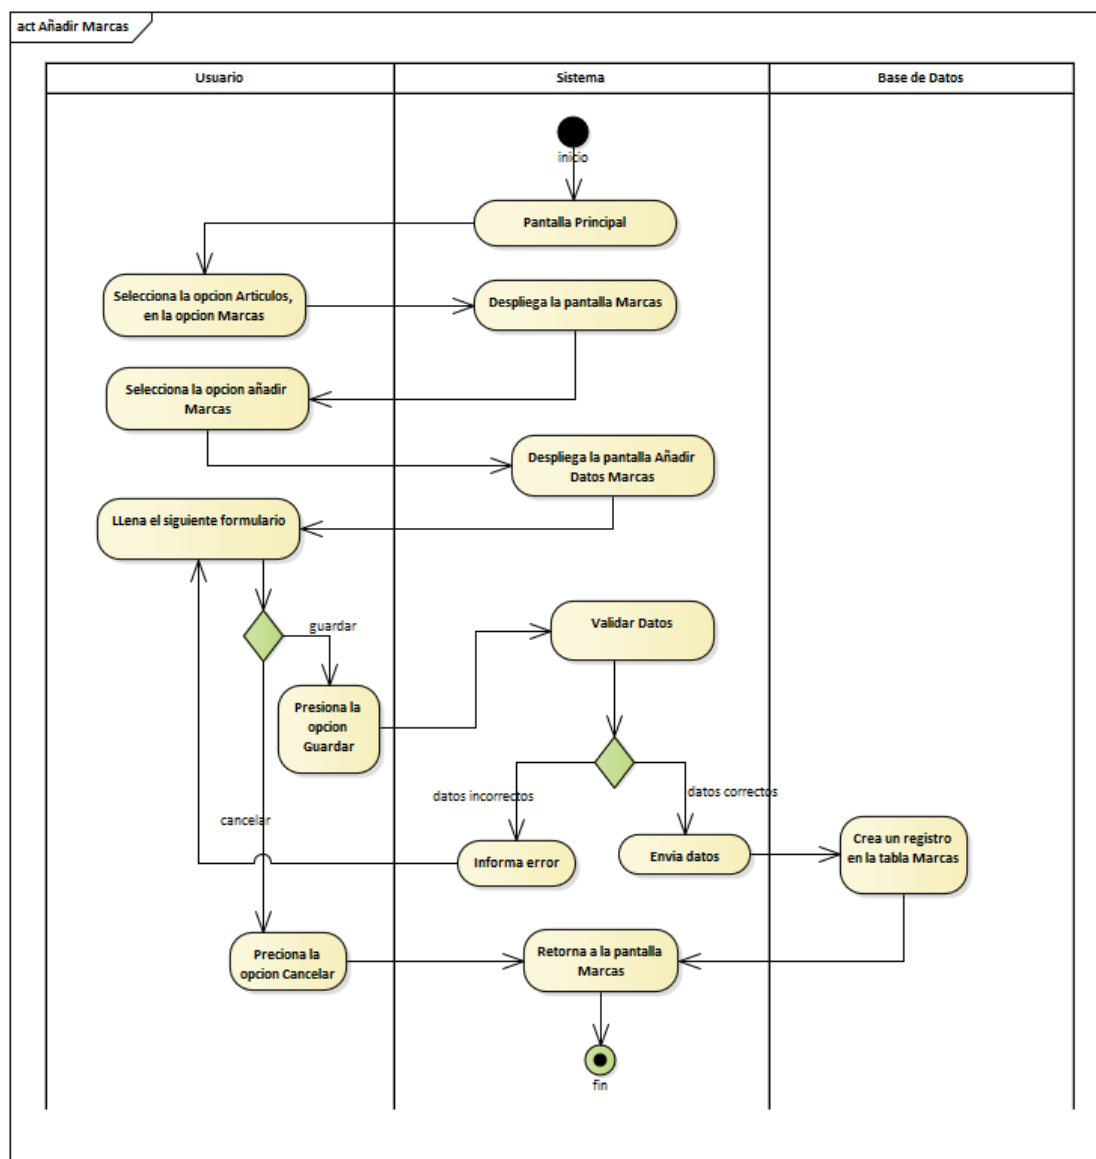 act Añadir Marcas
Usuario
Sistema
Base de Datos
inicio
Pantalla Principal
Selecciona la opcion Articulos,
en la opcion Marcas
Despliega la pantalla Marcas
Selecciona la opcion añadir
Marcas
Despliega la pantalla Añadir
Datos Marcas
LLena el siguiente formulario
guardar
Validar Datos
Presiona la
opcion
Guardar
datos incorrectos
datos correctos
cancelar
Informa error
Envia datos
Crea un registro
en la tabla Marcas
Preciona la
opcion Cancelar
Retorna a la pantalla
Marcas
fin